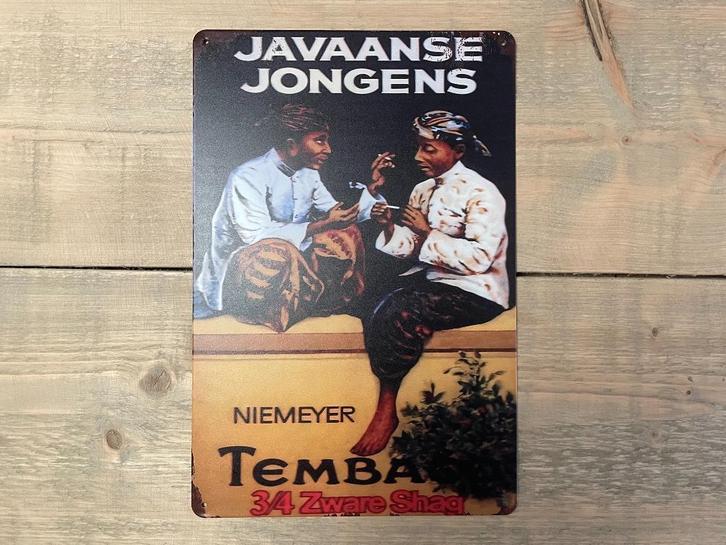 JAVAANSE
JONGENS
NIEMEYER
TEMBA
3/4 Zware Shag